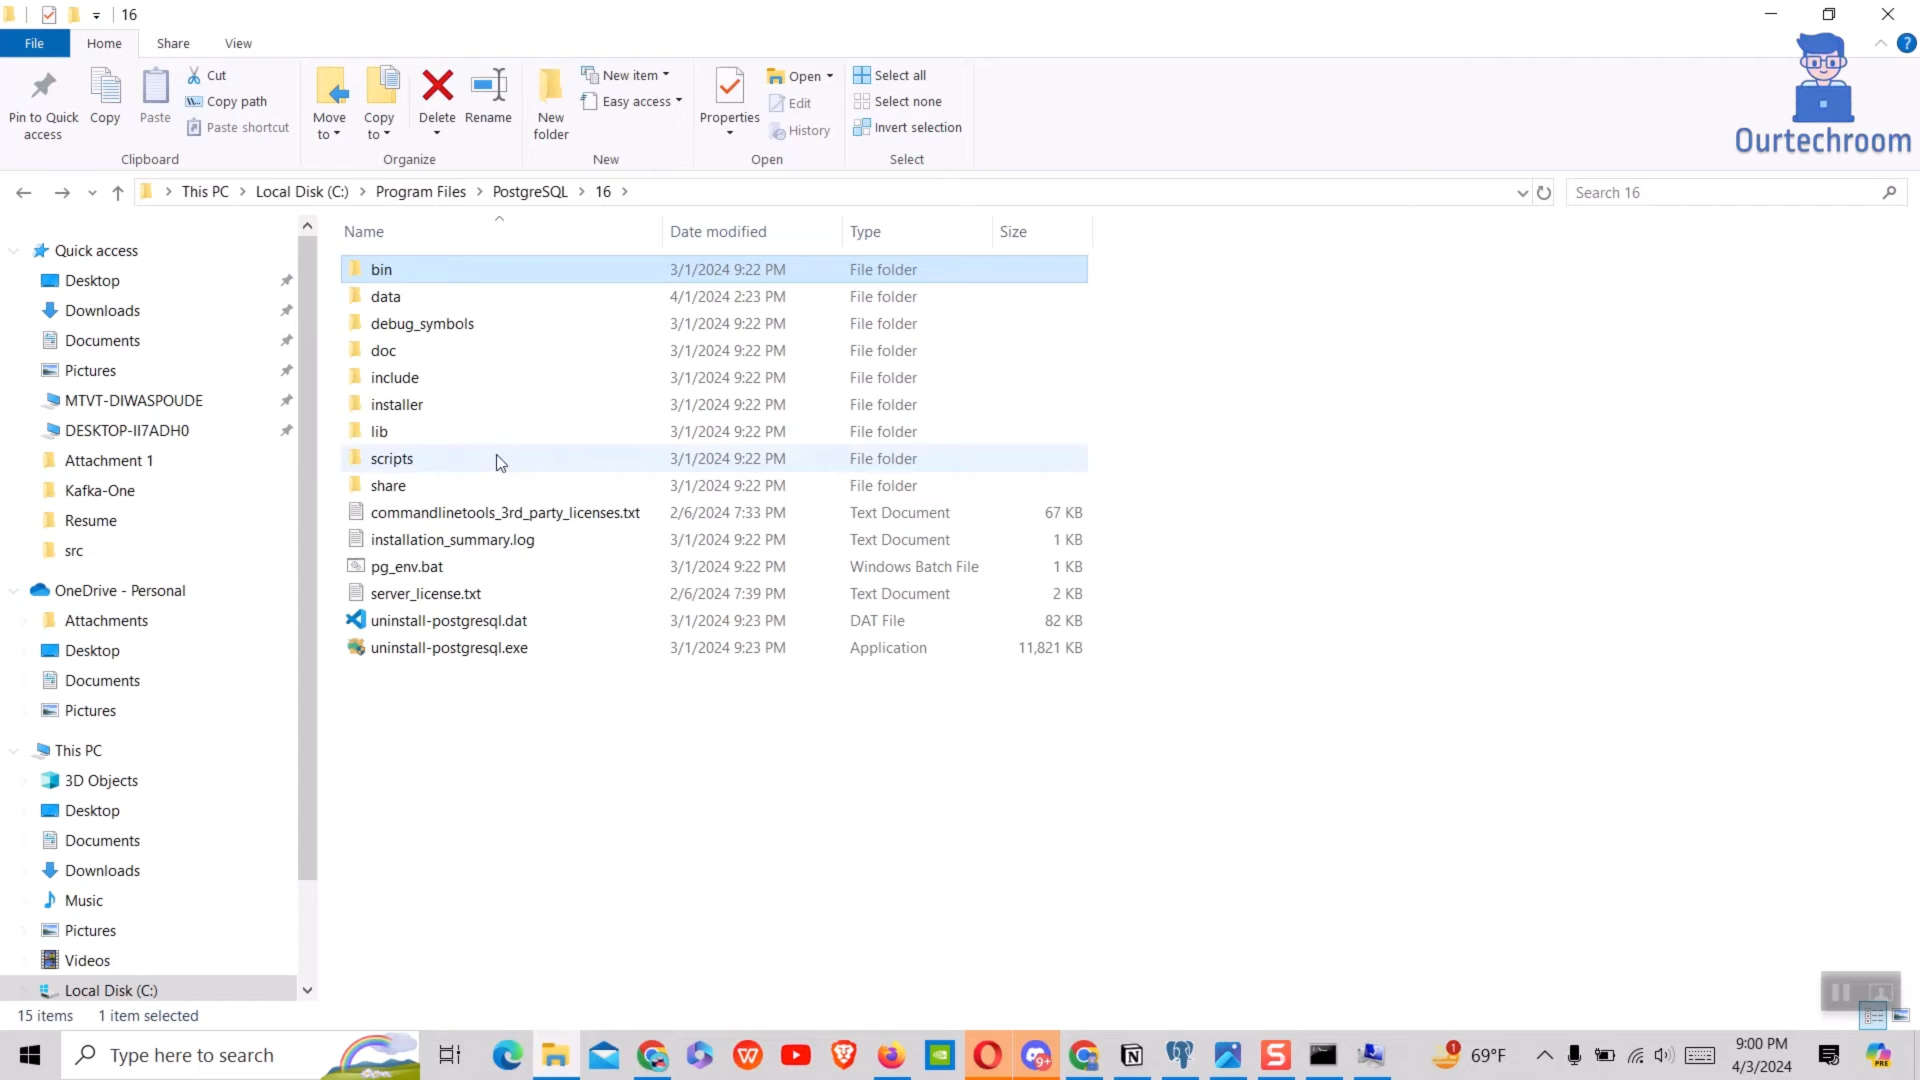 16
File Home Share View
Pin to Quick access
Copy
Paste
Cut
Copy path
Paste shortcut
Clipboard
Move to
Copy to
Delete
Rename
Organize
New folder
New item
Easy access
New
Properties
Open
Edit
History
Open
Select all
Select none
Invert selection
Select
Ourtechroom
This PC Local Disk (C:) Program Files PostgreSQL 16
Search 16
Quick access
Desktop
Downloads
Documents
Pictures
MTVT-DIWASPOUDE
DESKTOP-II7ADH0
Attachment 1
Kafka-One
Resume
src
OneDrive - Personal
Attachments
Desktop
Documents
Pictures
This PC
3D Objects
Desktop
Documents
Downloads
Music
Pictures
Videos
Local Disk (C:)
Name Date modified Type Size
bin 3/1/2024 9:22 PM File folder
data 4/1/2024 2:23 PM File folder
debug_symbols 3/1/2024 9:22 PM File folder
doc 3/1/2024 9:22 PM File folder
include 3/1/2024 9:22 PM File folder
installer 3/1/2024 9:22 PM File folder
lib 3/1/2024 9:22 PM File folder
scripts 3/1/2024 9:22 PM File folder
share 3/1/2024 9:22 PM File folder
commandlinetools_3rd_party_licenses.txt 2/6/2024 7:33 PM Text Document 67 KB
installation_summary.log 3/1/2024 9:22 PM Text Document 1 KB
pg_env.bat 3/1/2024 9:22 PM Windows Batch File 1 KB
server_license.txt 2/6/2024 7:39 PM Text Document 2 KB
uninstall-postgresql.dat 3/1/2024 9:23 PM DAT File 82 KB
uninstall-postgresql.exe 3/1/2024 9:23 PM Application 11,821 KB
15 items 1 item selected
Type here to search
9+
1
69°F
9:00 PM
4/3/2024
PRE